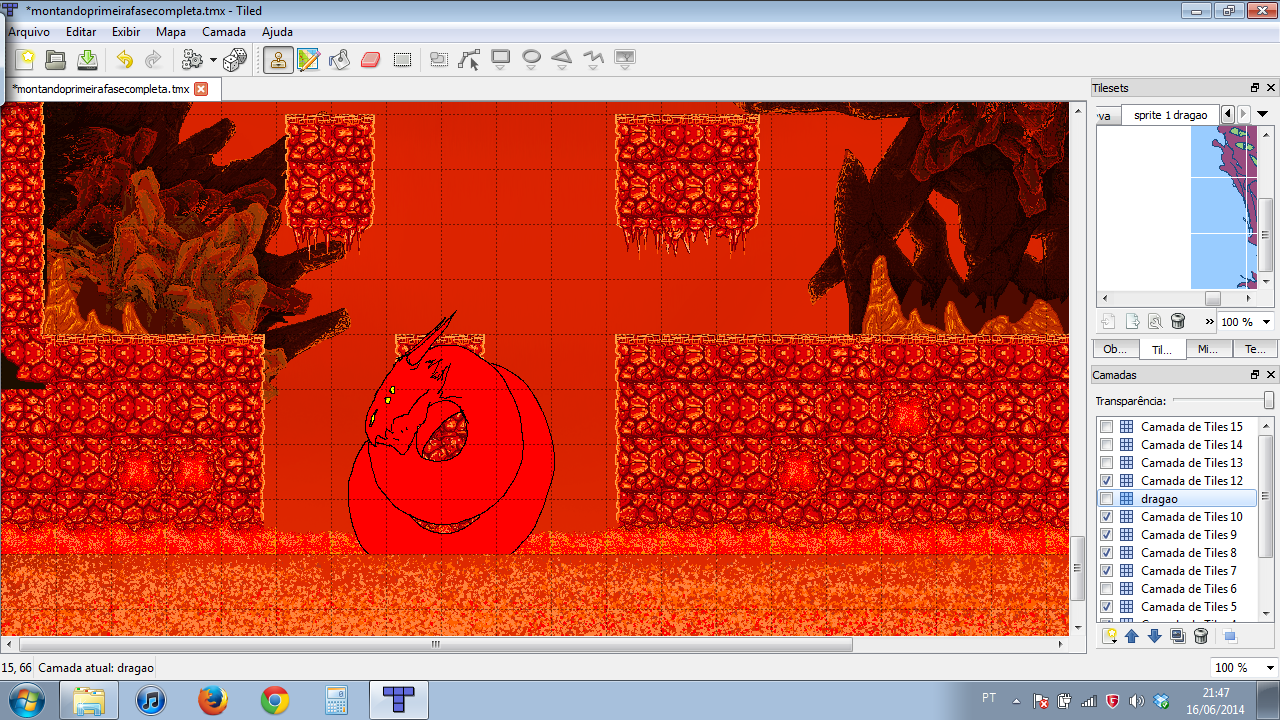 *montandoprimeirafasecompleta.tmx - Tiled
Arquivo Editar Exibir Mapa Camada Ajuda
*montandoprimeirafasecompleta.tmx
Tilesets
va sprite 1 dragao
100 %
Ob... Til... Mi... Te...
Camadas
Transparência:
Camada de Tiles 15
Camada de Tiles 14
Camada de Tiles 13
Camada de Tiles 12
dragao
Camada de Tiles 10
Camada de Tiles 9
Camada de Tiles 8
Camada de Tiles 7
Camada de Tiles 6
Camada de Tiles 5
15, 66 Camada atual: dragao
100 %
PT
21:47
16/06/2014